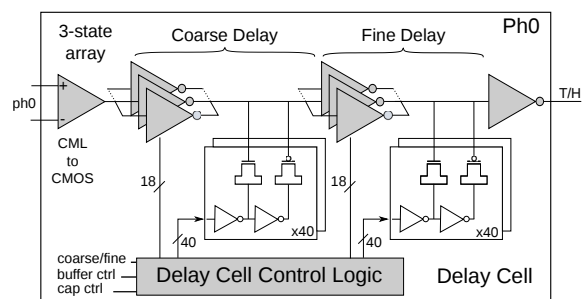 3-state
array
Coarse Delay
Fine Delay
Ph0
ph0
+
-
T/H
CML
to
CMOS
18
40
x40
18
40
x40
coarse/fine
buffer ctrl
cap ctrl
Delay Cell Control Logic
Delay Cell